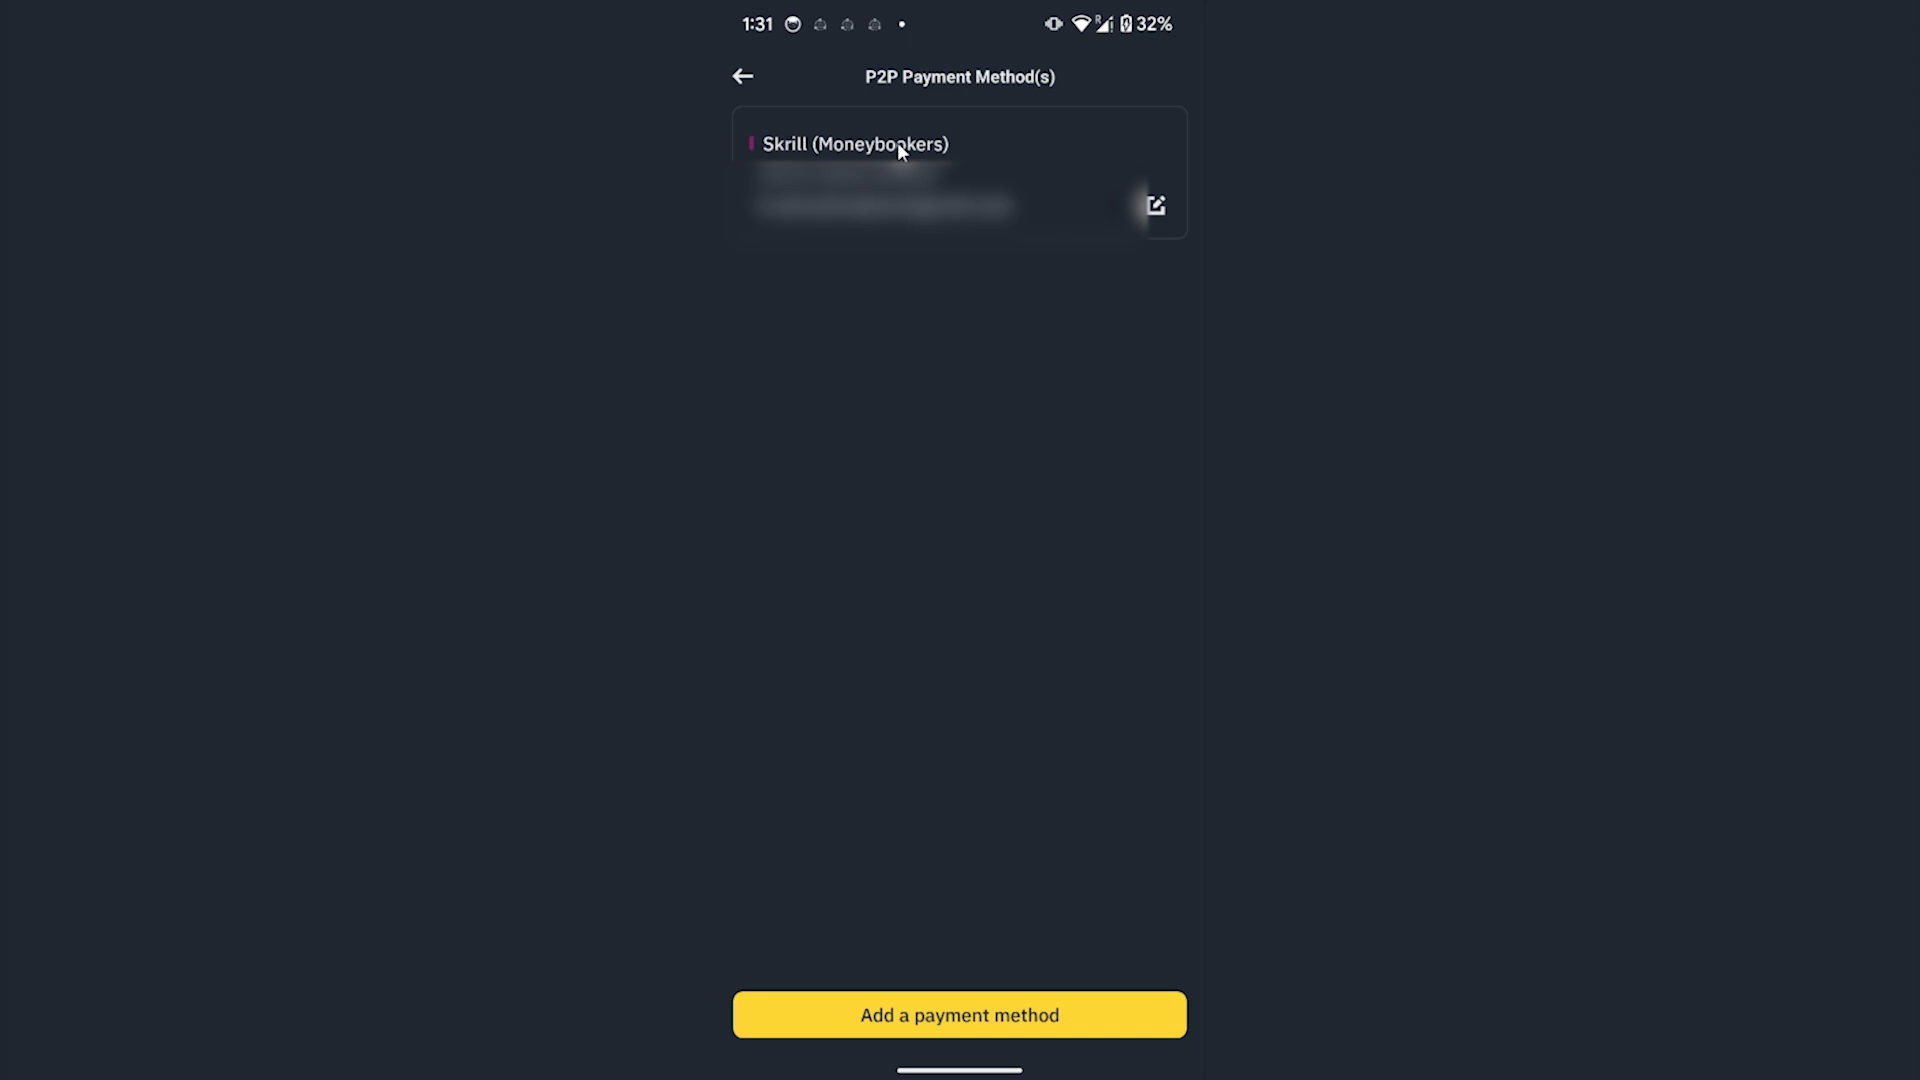 1:31
R
32%
P2P Payment Method(s)
Skrill (Moneybookers)
Add a payment method